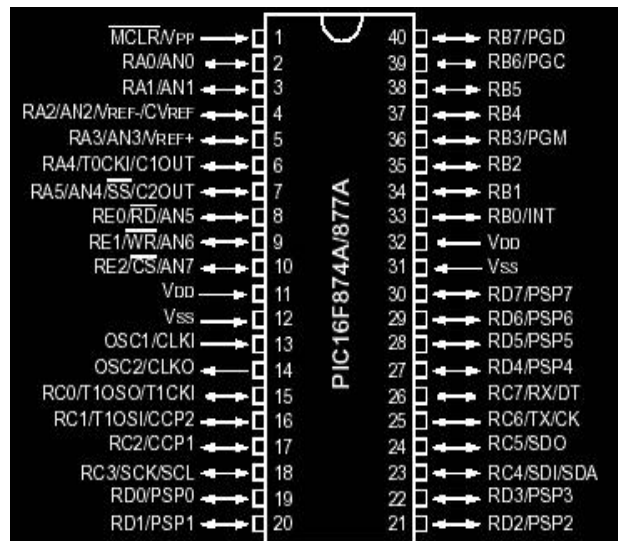 MCLR/VPP 1 40 RB7/PGD
RA0/AN0 2 39 RB6/PGC
RA1/AN1 3 38 RB5
RA2/AN2/VREF-/CVREF 4 37 RB4
RA3/AN3/VREF+ 5 36 RB3/PGM
RA4/T0CKI/C1OUT 6 35 RB2
RA5/AN4/SS/C2OUT 7 34 RB1
RE0/RD/AN5 8 33 RB0/INT
RE1/WR/AN6 9 32 VDD
RE2/CS/AN7 10 31 VSS
VDD 11 30 RD7/PSP7
VSS 12 29 RD6/PSP6
OSC1/CLKI 13 28 RD5/PSP5
OSC2/CLKO 14 27 RD4/PSP4
RC0/T1OSO/T1CKI 15 26 RC7/RX/DT
RC1/T1OSI/CCP2 16 25 RC6/TX/CK
RC2/CCP1 17 24 RC5/SDO
RC3/SCK/SCL 18 23 RC4/SDI/SDA
RD0/PSP0 19 22 RD3/PSP3
RD1/PSP1 20 21 RD2/PSP2
PIC16F874A/877A